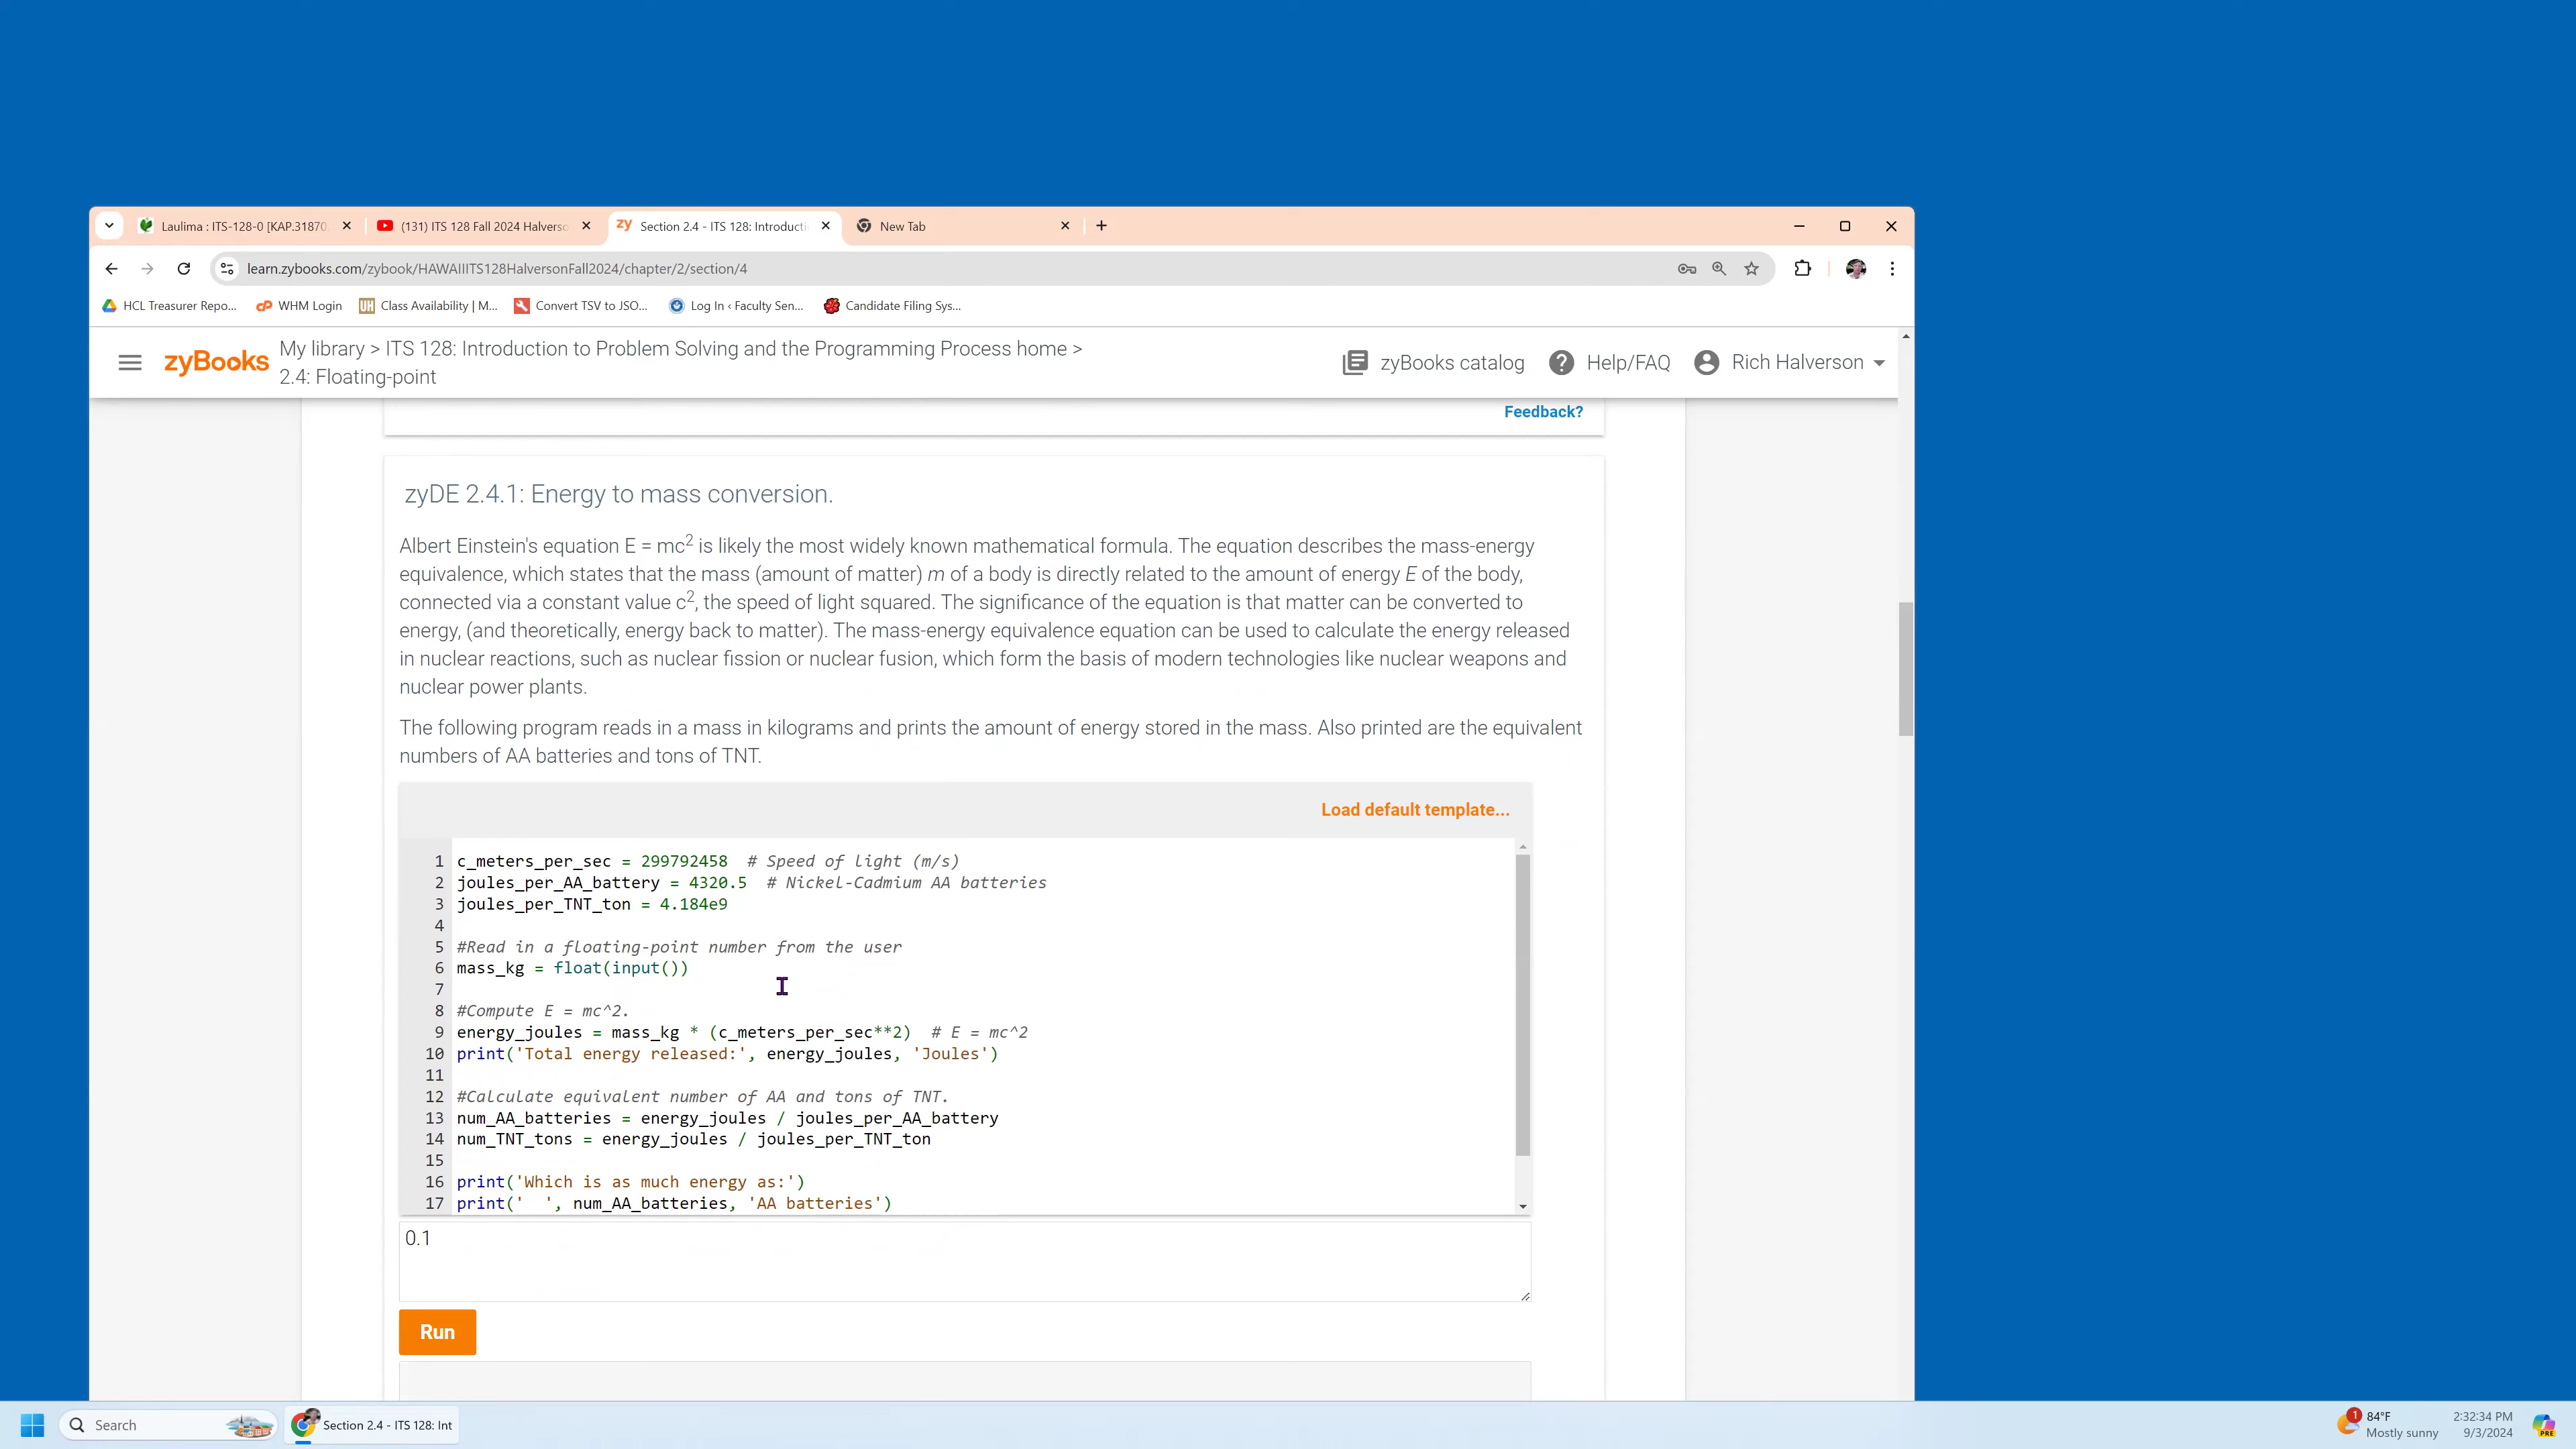 Laulima : ITS-128-0 [KAP.31870.
(131) ITS 128 Fall 2024 Halverso
zy Section 2.4 - ITS 128: Introducti
New Tab
learn.zybooks.com/zybook/HAWAIIITS128HalversonFall2024/chapter/2/section/4
HCL Treasurer Repo...
cP WHM Login
UH Class Availability | M...
Convert TSV to JSO...
Log In ‹ Faculty Sen...
Candidate Filing Sys...
zyBooks
My library > ITS 128: Introduction to Problem Solving and the Programming Process home >
2.4: Floating-point
zyBooks catalog
? Help/FAQ
Rich Halverson
Feedback?
zyDE 2.4.1: Energy to mass conversion.
Albert Einstein's equation E = mc2 is likely the most widely known mathematical formula. The equation describes the mass-energy
equivalence, which states that the mass (amount of matter) m of a body is directly related to the amount of energy E of the body,
connected via a constant value c2, the speed of light squared. The significance of the equation is that matter can be converted to
energy, (and theoretically, energy back to matter). The mass-energy equivalence equation can be used to calculate the energy released
in nuclear reactions, such as nuclear fission or nuclear fusion, which form the basis of modern technologies like nuclear weapons and
nuclear power plants.
The following program reads in a mass in kilograms and prints the amount of energy stored in the mass. Also printed are the equivalent
numbers of AA batteries and tons of TNT.
Load default template...
1 c_meters_per_sec = 299792458  # Speed of light (m/s)
2 joules_per_AA_battery = 4320.5  # Nickel-Cadmium AA batteries
3 joules_per_TNT_ton = 4.184e9
4
5 #Read in a floating-point number from the user
6 mass_kg = float(input())
7
8 #Compute E = mc^2.
9 energy_joules = mass_kg * (c_meters_per_sec**2)  # E = mc^2
10 print('Total energy released:', energy_joules, 'Joules')
11
12 #Calculate equivalent number of AA and tons of TNT.
13 num_AA_batteries = energy_joules / joules_per_AA_battery
14 num_TNT_tons = energy_joules / joules_per_TNT_ton
15
16 print('Which is as much energy as:')
17 print('  ', num_AA_batteries, 'AA batteries')
0.1
Run
Search
Section 2.4 - ITS 128: Int
1
84°F
Mostly sunny
2:32:34 PM
9/3/2024
PRE